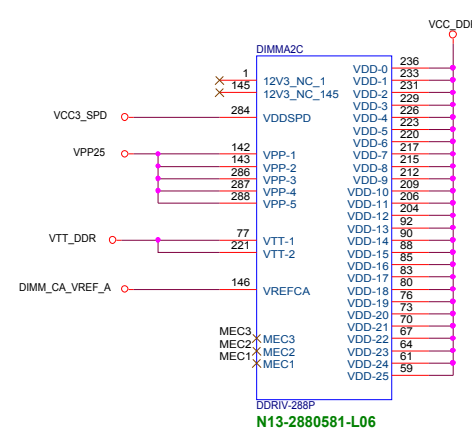 VCC_DDR
DIMMA2C
1 12V3_NC_1
145 12V3_NC_145
VCC3_SPD 284 VDDSPD
VPP25 142 VPP-1
143 VPP-2
286 VPP-3
287 VPP-4
288 VPP-5
VTT_DDR 77 VTT-1
221 VTT-2
DIMM_CA_VREF_A 146 VREFCA
MEC3 MEC3
MEC2 MEC2
MEC1 MEC1
VDD-0 236
VDD-1 233
VDD-2 231
VDD-3 229
VDD-4 226
VDD-5 223
VDD-6 220
VDD-7 217
VDD-8 215
VDD-9 212
VDD-10 209
VDD-11 206
VDD-12 204
VDD-13 92
VDD-14 90
VDD-15 88
VDD-16 85
VDD-17 83
VDD-18 80
VDD-19 76
VDD-20 73
VDD-21 70
VDD-22 67
VDD-23 64
VDD-24 61
VDD-25 59
DDRIV-288P
N13-2880581-L06